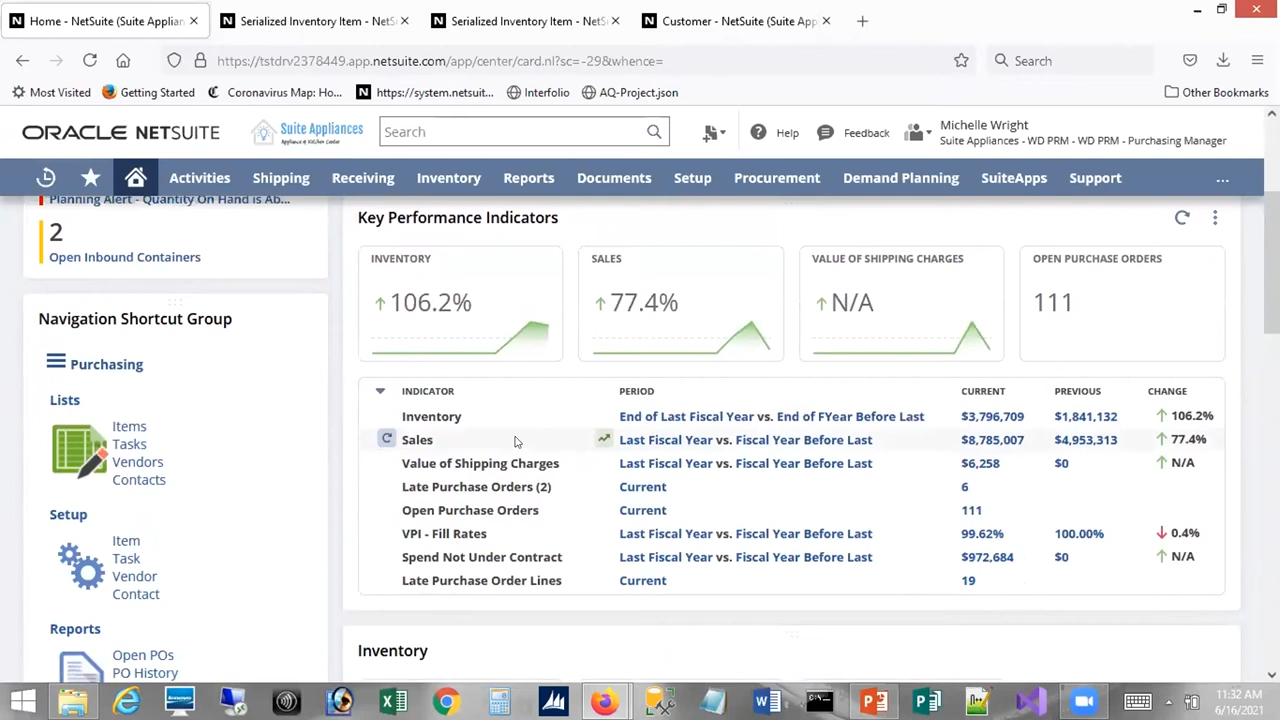 Home - NetSuite (Suite Applian
Serialized Inventory Item - NetS
Serialized Inventory Item - NetS
Customer - NetSuite (Suite App
https://tstdrv2378449.app.netsuite.com/app/center/card.nl?sc=-29&whence=
Search
Most Visited
Getting Started
Coronavirus Map: Ho...
https://system.netsuit...
Interfolio
AQ-Project.json
Other Bookmarks
ORACLE NETSUITE
Suite Appliances
Appliance & Kitchen Center
Search
Help
Feedback
Michelle Wright
Suite Appliances - WD PRM - WD PRM - Purchasing Manager
Activities
Shipping
Receiving
Inventory
Reports
Documents
Setup
Procurement
Demand Planning
SuiteApps
Support
...
Planning Alert - Quantity On Hand is Ab...
2
Open Inbound Containers
Navigation Shortcut Group
Purchasing
Lists
Items
Tasks
Vendors
Contacts
Setup
Item
Task
Vendor
Contact
Reports
Open POs
PO History
Key Performance Indicators
INVENTORY
↑106.2%
SALES
↑77.4%
VALUE OF SHIPPING CHARGES
↑N/A
OPEN PURCHASE ORDERS
111
INDICATOR PERIOD CURRENT PREVIOUS CHANGE
Inventory End of Last Fiscal Year vs. End of FYear Before Last $3,796,709 $1,841,132 ↑106.2%
Sales Last Fiscal Year vs. Fiscal Year Before Last $8,785,007 $4,953,313 ↑77.4%
Value of Shipping Charges Last Fiscal Year vs. Fiscal Year Before Last $6,258 $0 ↑N/A
Late Purchase Orders (2) Current 6
Open Purchase Orders Current 111
VPI - Fill Rates Last Fiscal Year vs. Fiscal Year Before Last 99.62% 100.00% ↓0.4%
Spend Not Under Contract Last Fiscal Year vs. Fiscal Year Before Last $972,684 $0 ↑N/A
Late Purchase Order Lines Current 19
Inventory
11:32 AM
6/16/2021